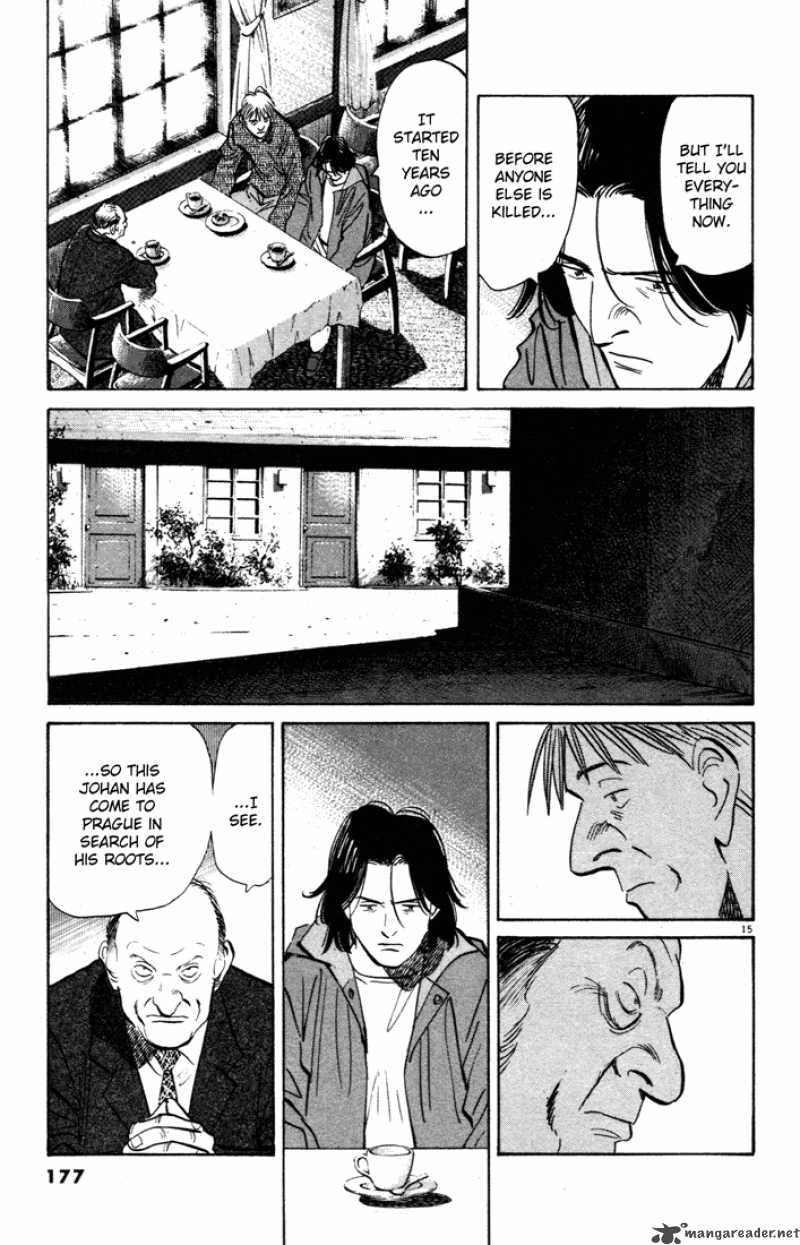 BUT I'LL
TELL YOU
EVERY-
THING
NOW.
BEFORE
ANYONE
ELSE IS
KILLED...
IT
STARTED
TEN
YEARS
AGO
...
15
...I
SEE.
...SO THIS
JOHAN HAS
COME TO
PRAGUE IN
SEARCH OF
HIS ROOTS...
177
mangareader.net